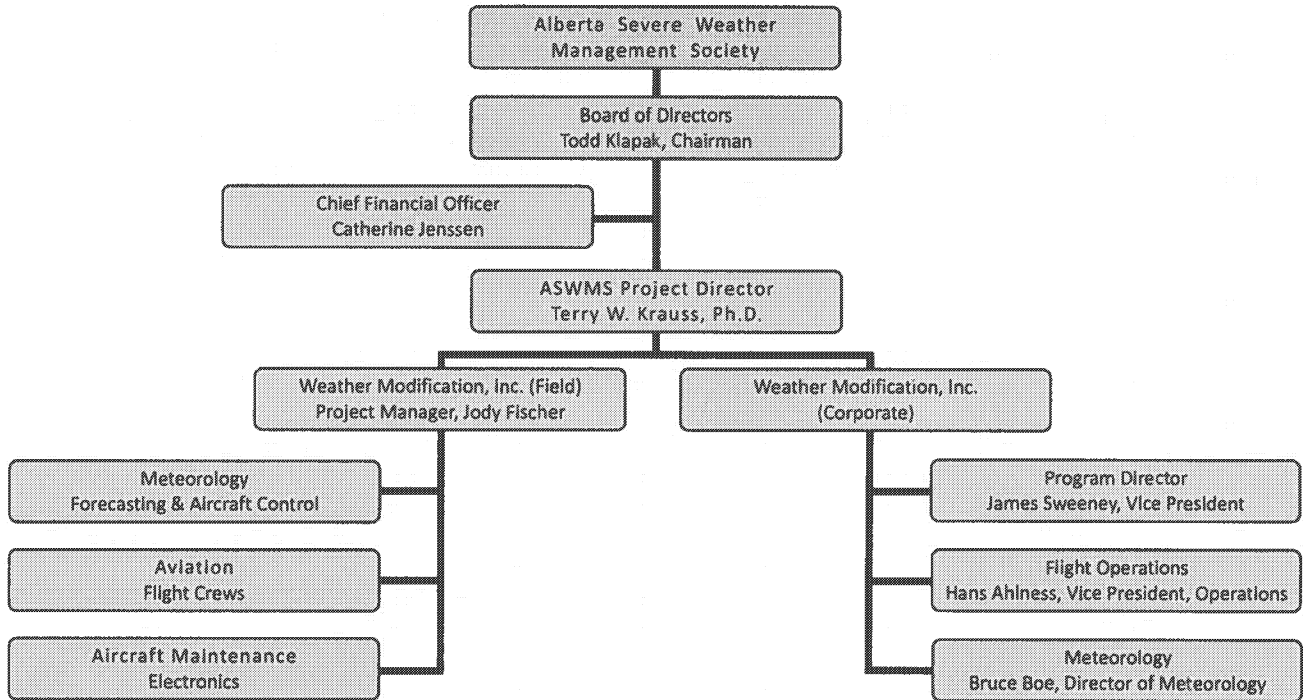 Alberta Severe Weather
Management Society
Board of Directors
Todd Klapak, Chairman
Chief Financial Officer
Catherine Jenssen
ASWMS Project Director
Terry W. Krauss, Ph.D.
Weather Modification, Inc. (Field)
Project Manager, Jody Fischer
Weather Modification, Inc.
(Corporate)
Meteorology
Forecasting & Aircraft Control
Aviation
Flight Crews
Aircraft Maintenance
Electronics
Program Director
James Sweeney, Vice President
Flight Operations
Hans Ahlness, Vice President, Operations
Meteorology
Bruce Boe, Director of Meteorology